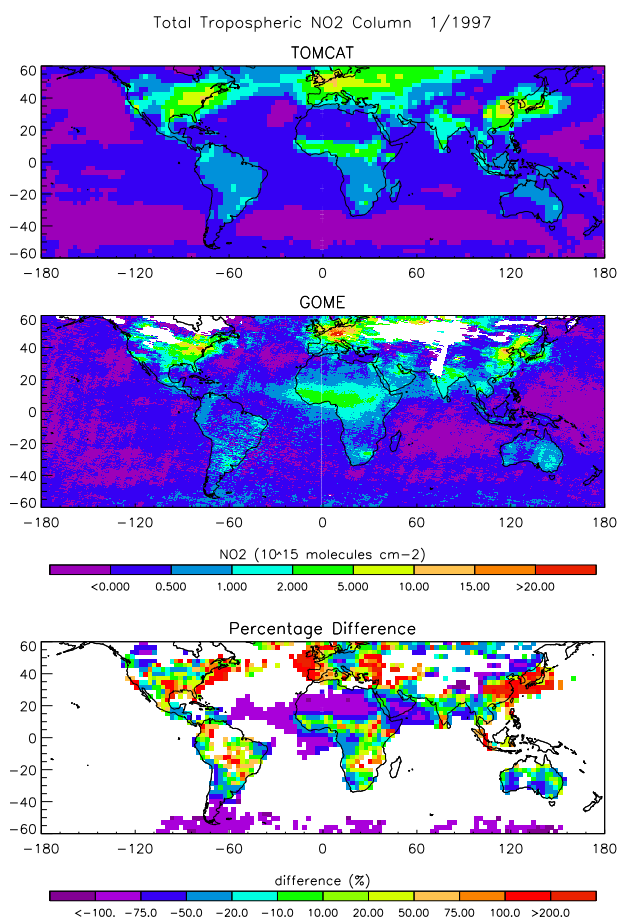 Total Tropospheric NO2 Column 1/1997
TOMCAT
60
40
20
0
−20
−40
−60
−180 −120 −60 0 60 120 180
GOME
60
40
20
0
−20
−40
−60
−180 −120 −60 0 60 120 180
NO2 (10^15 molecules cm−2)
<0.000 0.500 1.000 2.000 5.000 10.00 15.00 >20.00
Percentage Difference
60
40
20
0
−20
−40
−60
−180 −120 −60 0 60 120 180
difference (%)
<−100. −75.00 −50.00 −20.0 −10.00 10.00 20.00 50.00 75.00 100.0 >200.0